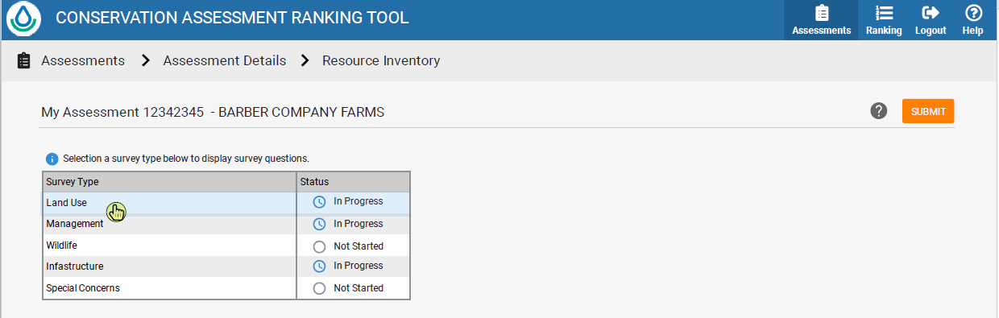 CONSERVATION ASSESSMENT RANKING TOOL
Assessments Ranking Logout Help
Assessments Assessment Details Resource Inventory
My Assessment 12342345 - BARBER COMPANY FARMS
SUBMIT
Selection a survey type below to display survey questions.
Survey Type Status
Land Use In Progress
Management In Progress
Wildlife Not Started
Infastructure In Progress
Special Concerns Not Started